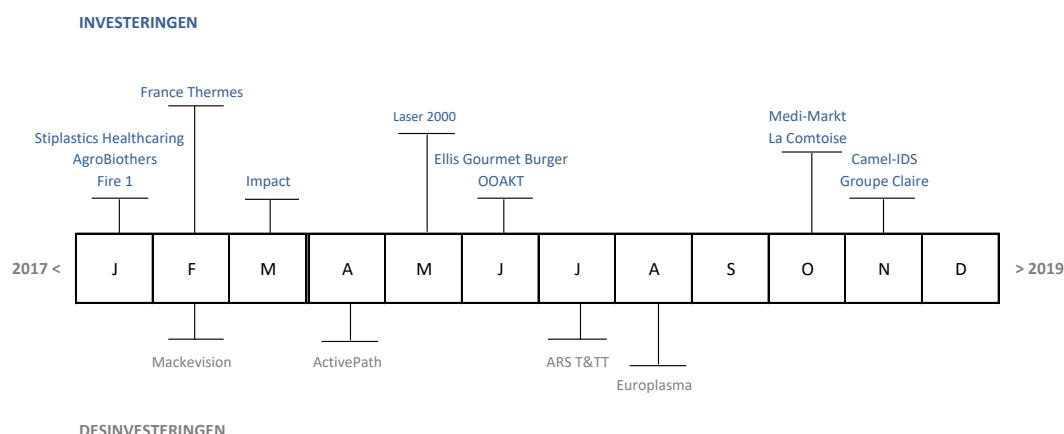 INVESTERINGEN
France Thermes
Stiplastics Healthcaring
AgroBiothers
Fire 1
Impact
Laser 2000
Ellis Gourmet Burger
OOAKT
Medi-Markt
La Comtoise
Camel-IDS
Groupe Claire
2017 < J F M A M J J A S O N D > 2019
Mackevision
ActivePath
ARS T&TT
Europlasma
DESINVESTERINGEN